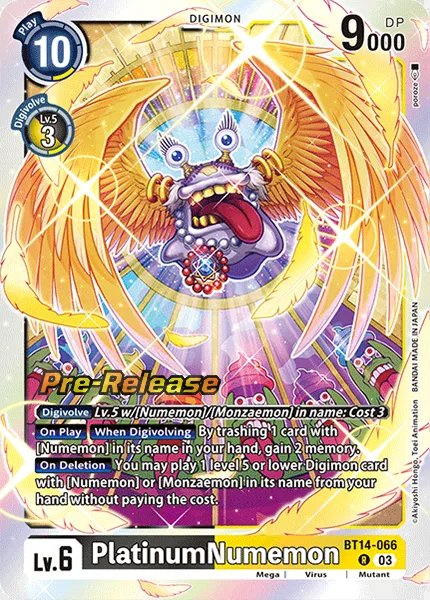 DIGIMON
Play
10
DP
9000
Digivolve
Lv.5
3
poroze
Pre-Release
Digivolve Lv.5 w/[Numemon]/[Monzaemon] in name: Cost 3
On Play When Digivolving By trashing 1 card with
[Numemon] in its name in your hand, gain 2 memory.
On Deletion You may play 1 level 5 or lower Digimon card
with [Numemon] or [Monzaemon] in its name from your
hand without paying the cost.
©Akiyoshi Hongo, Toei Animation BANDAI MADE IN JAPAN
Lv.6
PlatinumNumemon
BT14-066
R 03
Mega Virus Mutant